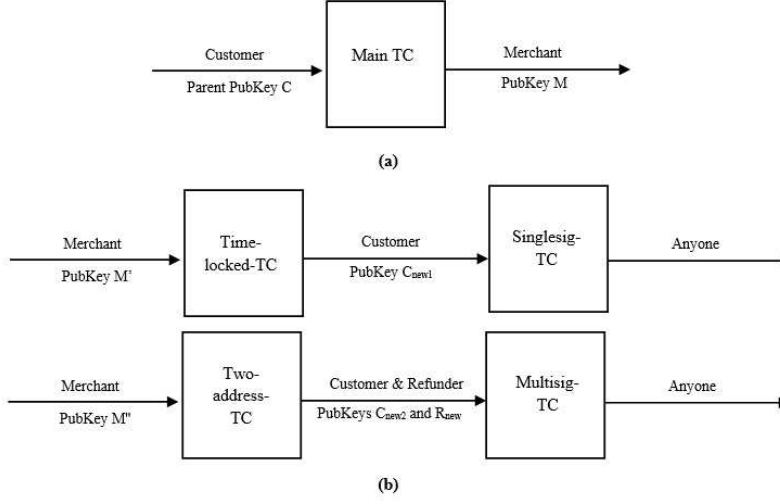 Customer
Parent PubKey C
Main TC
Merchant
PubKey M
(a)
Merchant
PubKey M'
Time-
locked-TC
Customer
PubKey Cnew1
Singlesig-
TC
Anyone
Merchant
PubKey M"
Two-
address-
TC
Customer & Refunder
PubKeys Cnew2 and Rnew
Multisig-
TC
Anyone
(b)